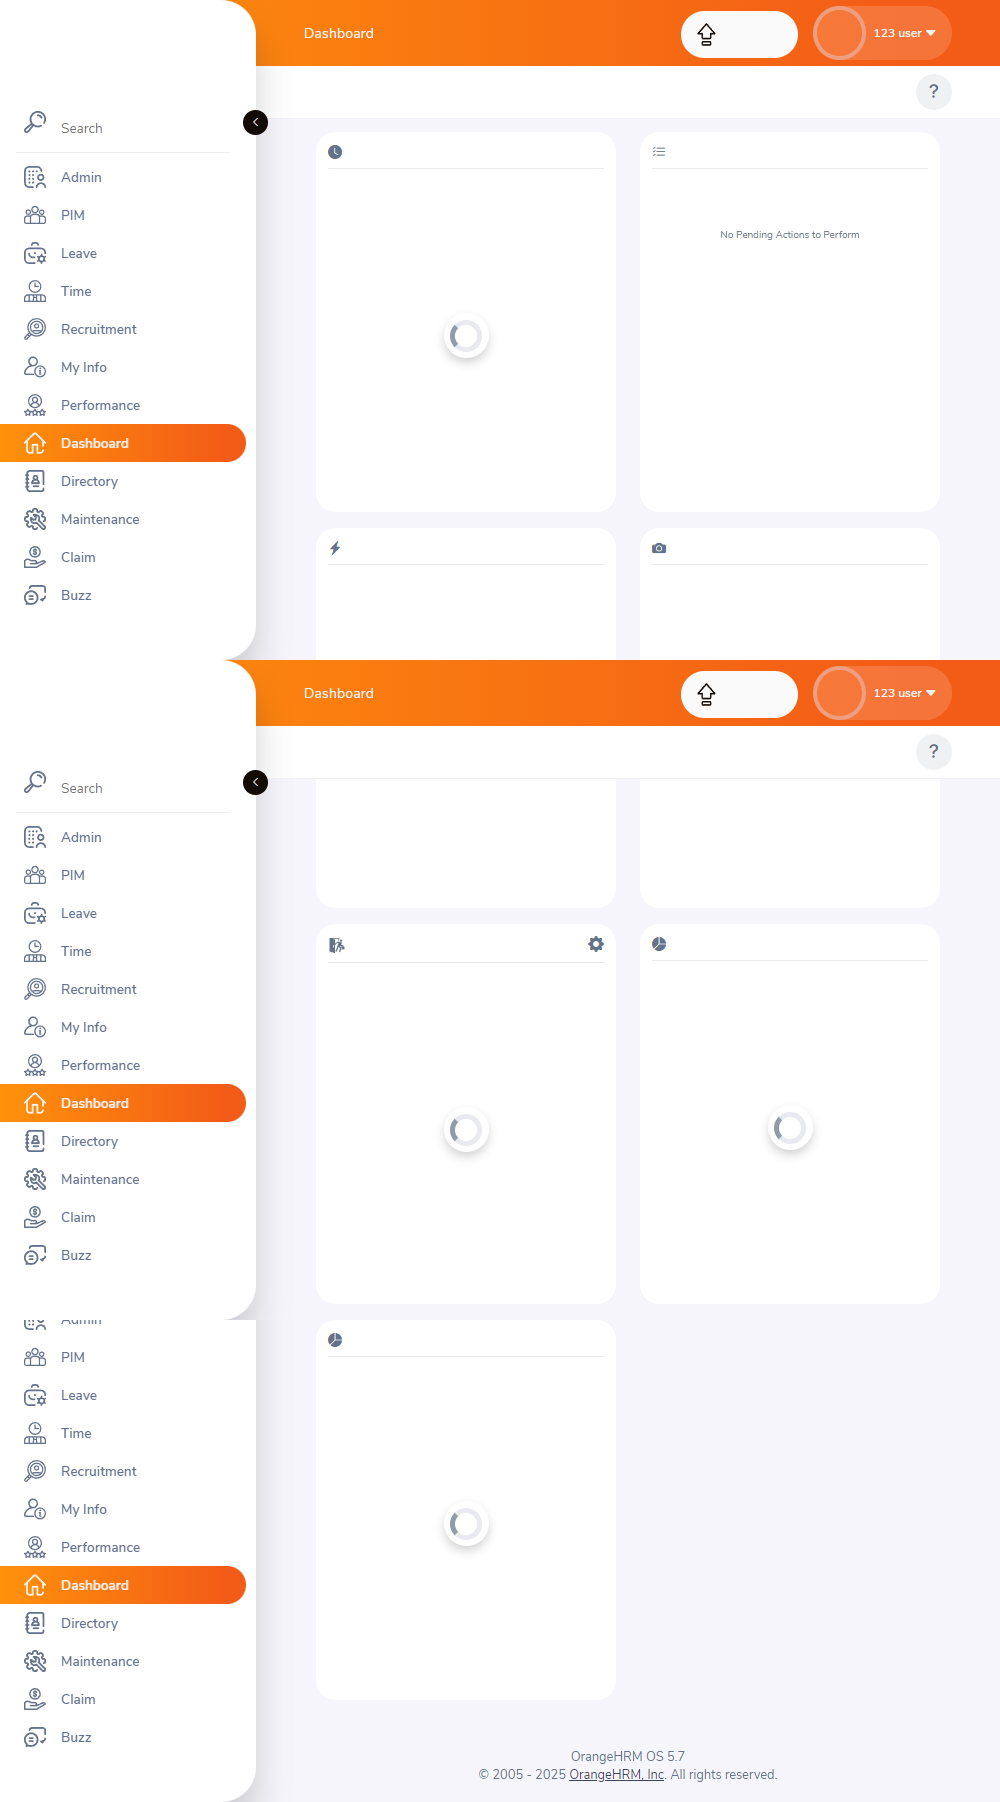 Dashboard
123 user
?
Search
Admin
PIM
Leave
Time
Recruitment
My Info
Performance
Dashboard
Directory
Maintenance
Claim
Buzz
No Pending Actions to Perform
Dashboard
123 user
?
Search
Admin
PIM
Leave
Time
Recruitment
My Info
Performance
Dashboard
Directory
Maintenance
Claim
Buzz
Admin
PIM
Leave
Time
Recruitment
My Info
Performance
Dashboard
Directory
Maintenance
Claim
Buzz
OrangeHRM OS 5.7
© 2005 - 2025 OrangeHRM, Inc. All rights reserved.